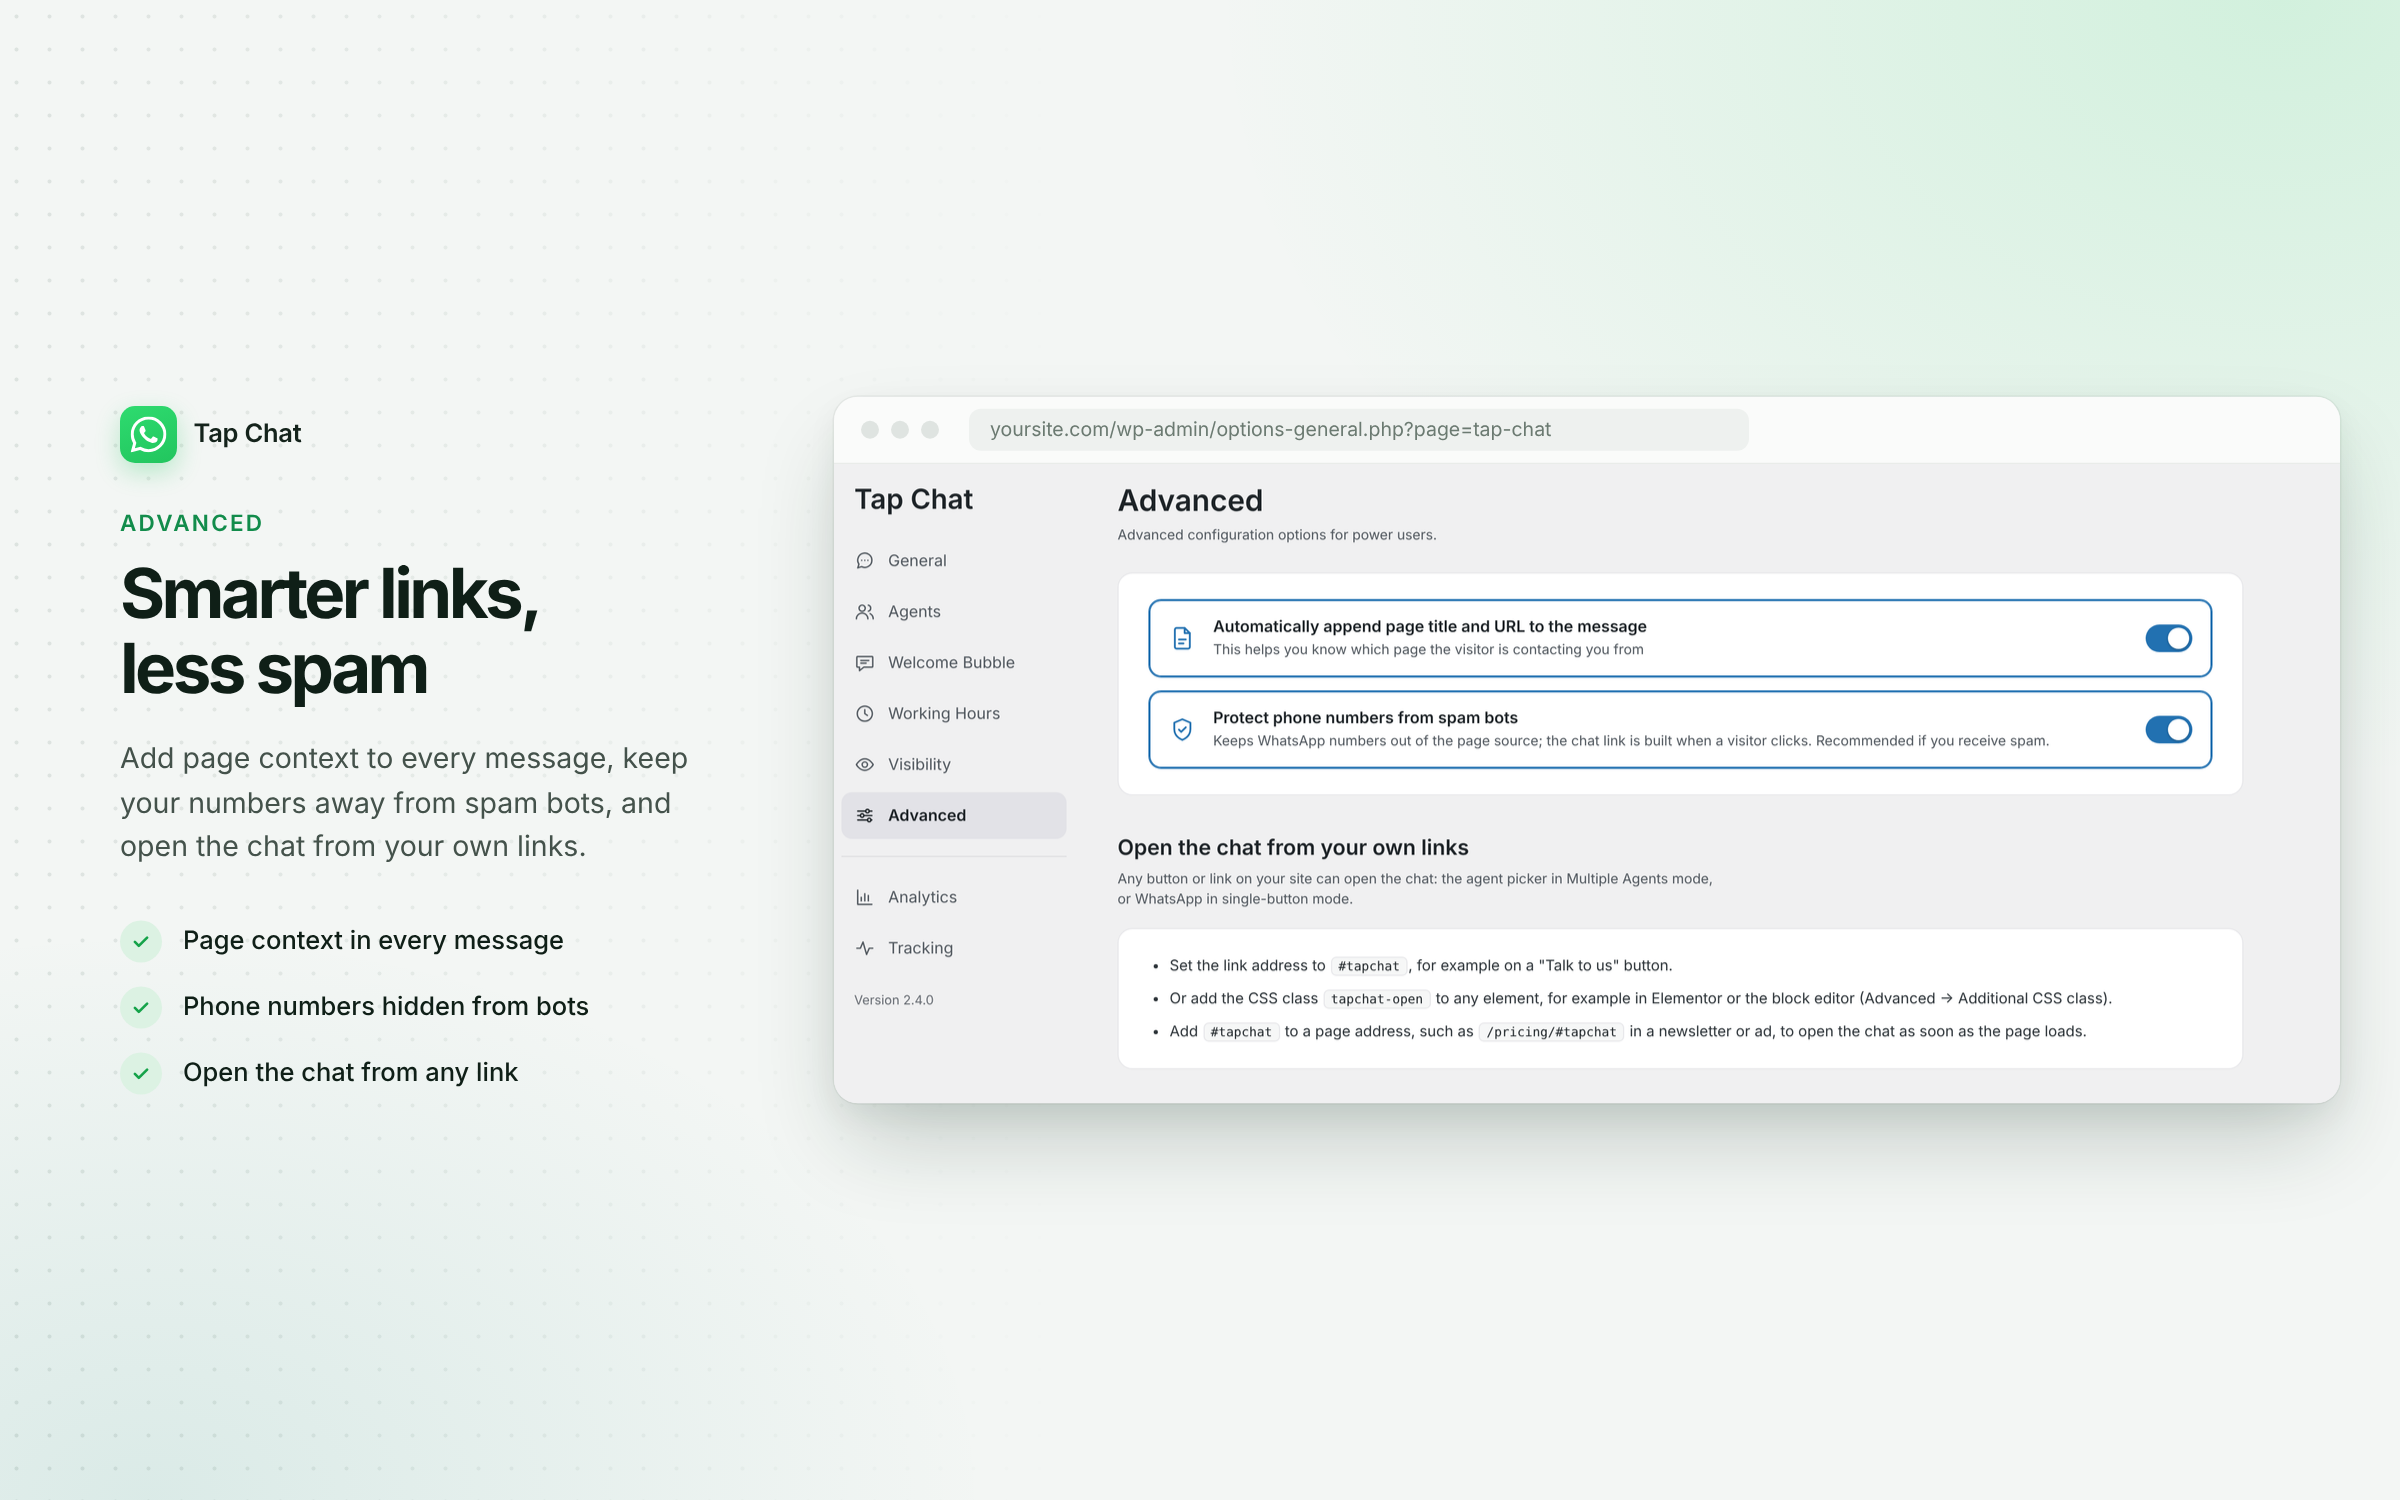 Tap Chat
ADVANCED
Smarter links,
less spam
Add page context to every message, keep
your numbers away from spam bots, and
open the chat from your own links.
Page context in every message
Phone numbers hidden from bots
Open the chat from any link
yoursite.com/wp-admin/options-general.php?page=tap-chat
Tap Chat
General
Agents
Welcome Bubble
Working Hours
Visibility
Advanced
Analytics
Tracking
Version 2.4.0
Advanced
Advanced configuration options for power users.
Automatically append page title and URL to the message
This helps you know which page the visitor is contacting you from
Protect phone numbers from spam bots
Keeps WhatsApp numbers out of the page source; the chat link is built when a visitor clicks. Recommended if you receive spam.
Open the chat from your own links
Any button or link on your site can open the chat: the agent picker in Multiple Agents mode,
or WhatsApp in single-button mode.
• Set the link address to #tapchat, for example on a "Talk to us" button.
• Or add the CSS class tapchat-open to any element, for example in Elementor or the block editor (Advanced → Additional CSS class).
• Add #tapchat to a page address, such as /pricing/#tapchat in a newsletter or ad, to open the chat as soon as the page loads.